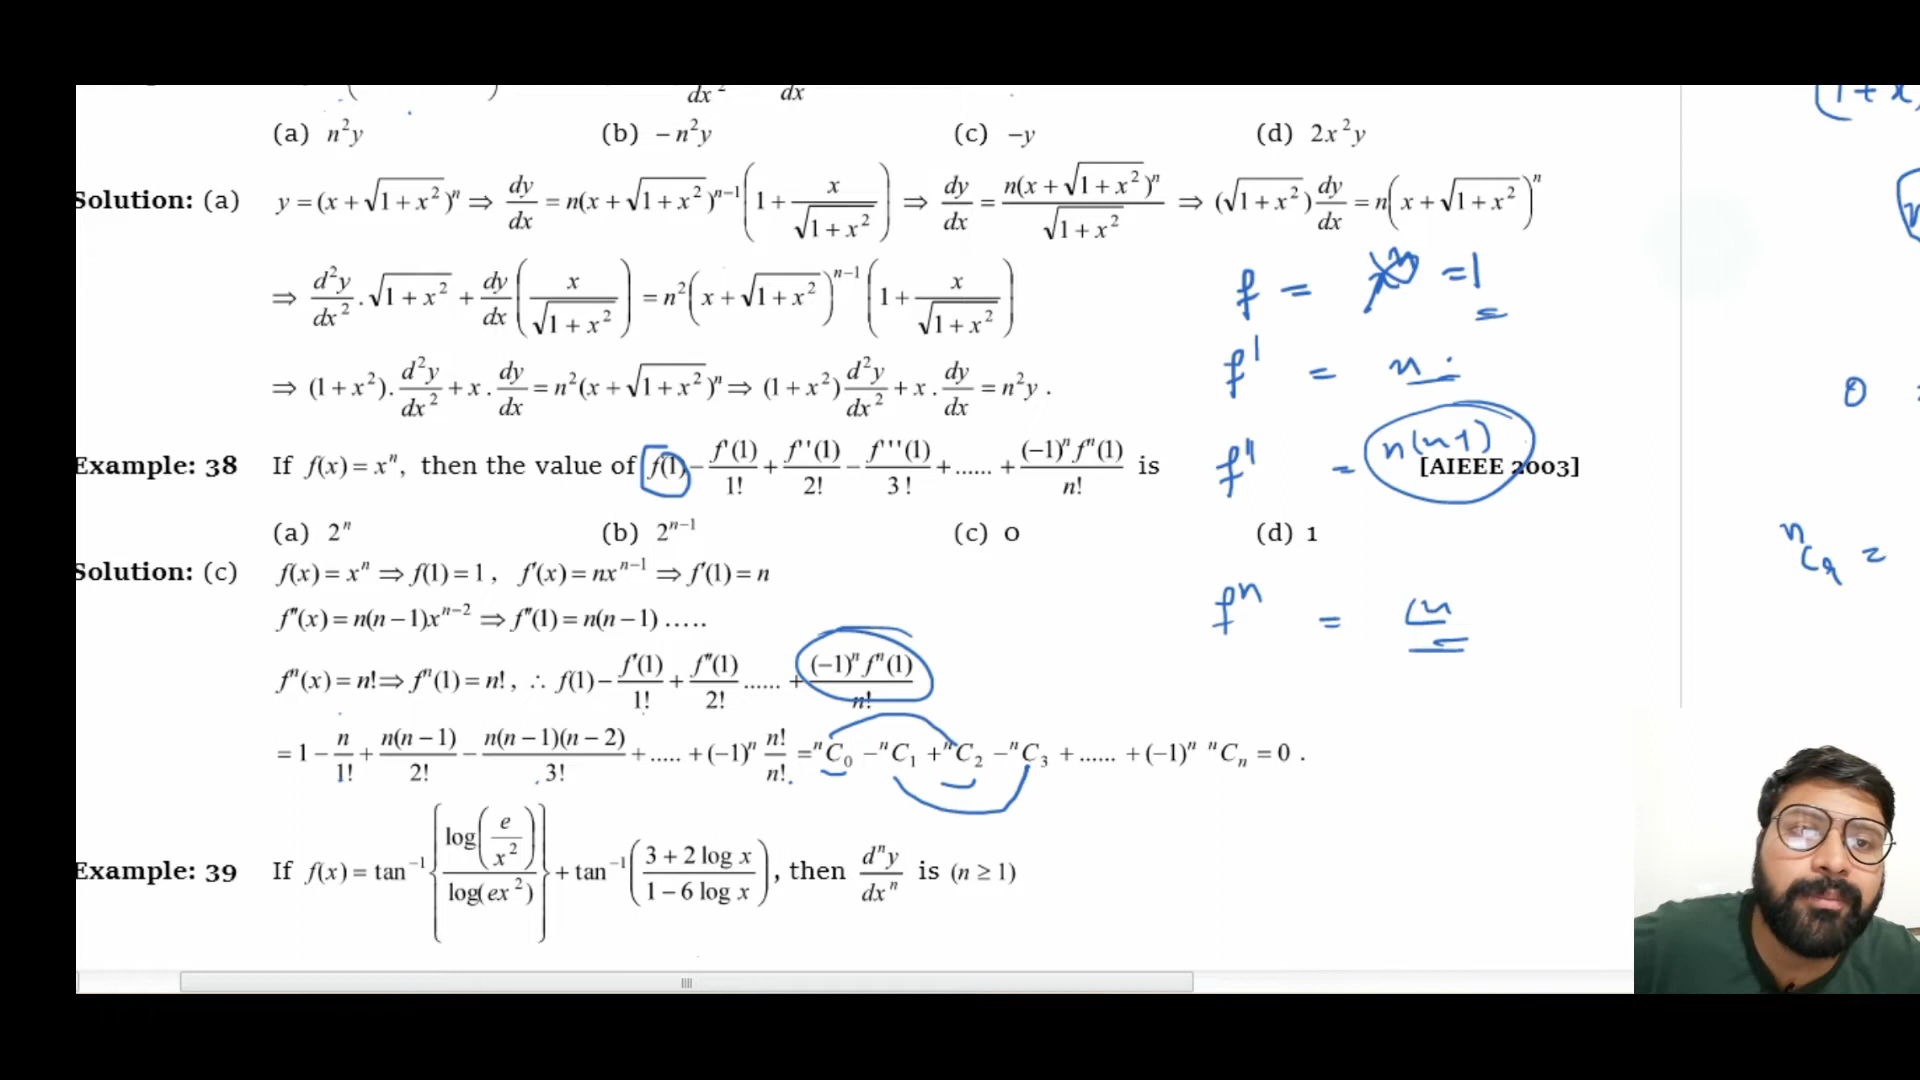 dx² dx
(a) n²y (b) −n²y (c) −y (d) 2x²y
Solution: (a) y = (x + √(1 + x²))ⁿ ⇒ dy/dx = n(x + √(1 + x²))ⁿ⁻¹ (1 + x/√(1 + x²)) ⇒ dy/dx = n(x + √(1 + x²))ⁿ/√(1 + x²) ⇒ (√(1 + x²)) dy/dx = n(x + √(1 + x²))ⁿ
⇒ d²y/dx² . √(1 + x²) + dy/dx (x/√(1 + x²)) = n²(x + √(1 + x²))ⁿ⁻¹ (1 + x/√(1 + x²))
f = xⁿ = 1
f' = n
⇒ (1 + x²). d²y/dx² + x . dy/dx = n²(x + √(1 + x²))ⁿ ⇒ (1 + x²) d²y/dx² + x . dy/dx = n²y .
0
Example: 38 If f(x) = xⁿ, then the value of f(1) − f'(1)/1! + f''(1)/2! − f'''(1)/3! + ...... + (−1)ⁿ fⁿ(1)/n! is [AIEEE 2003]
f'' = n(n-1)
(a) 2ⁿ (b) 2ⁿ⁻¹ (c) 0 (d) 1
Solution: (c) f(x) = xⁿ ⇒ f(1) = 1, f'(x) = nxⁿ⁻¹ ⇒ f'(1) = n
f''(x) = n(n − 1)xⁿ⁻² ⇒ f''(1) = n(n − 1) .....
fⁿ = ⌊n
fⁿ(x) = n! ⇒ fⁿ(1) = n!, ∴ f(1) − f'(1)/1! + f''(1)/2! ...... + (−1)ⁿ fⁿ(1)/n!
= 1 − n/1! + n(n − 1)/2! − n(n − 1)(n − 2)/3! + ..... + (−1)ⁿ n!/n! = ⁿC₀ − ⁿC₁ + ⁿC₂ − ⁿC₃ + ...... + (−1)ⁿ ⁿCₙ = 0 .
Example: 39 If f(x) = tan⁻¹{log(e/x²)/log(ex²)} + tan⁻¹((3 + 2 log x)/(1 − 6 log x)), then dⁿy/dxⁿ is (n ≥ 1)